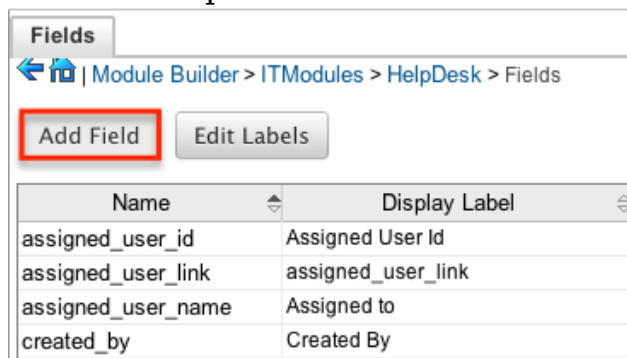 Fields
| Module Builder > ITModules > HelpDesk > Fields
Add Field Edit Labels
Name Display Label
assigned_user_id Assigned User Id
assigned_user_link assigned_user_link
assigned_user_name Assigned to
created_by Created By